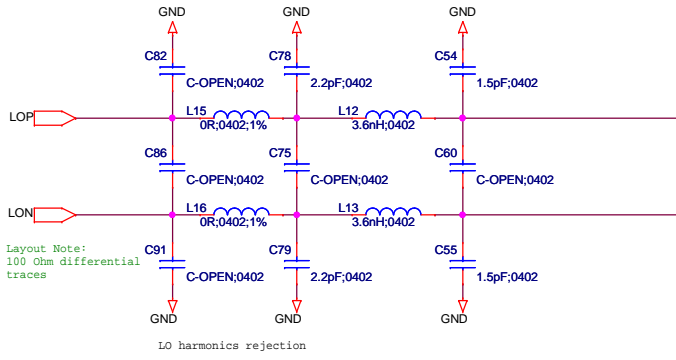 GND GND GND
C82 C78 C54
C-OPEN;0402 2.2pF;0402 1.5pF;0402
LOP L15 L12
0R;0402;1% 3.6nH;0402
C86 C75 C60
C-OPEN;0402 C-OPEN;0402 C-OPEN;0402
LON L16 L13
0R;0402;1% 3.6nH;0402
Layout Note:
100 Ohm differential
traces
C91 C79 C55
C-OPEN;0402 2.2pF;0402 1.5pF;0402
GND GND GND
LO harmonics rejection